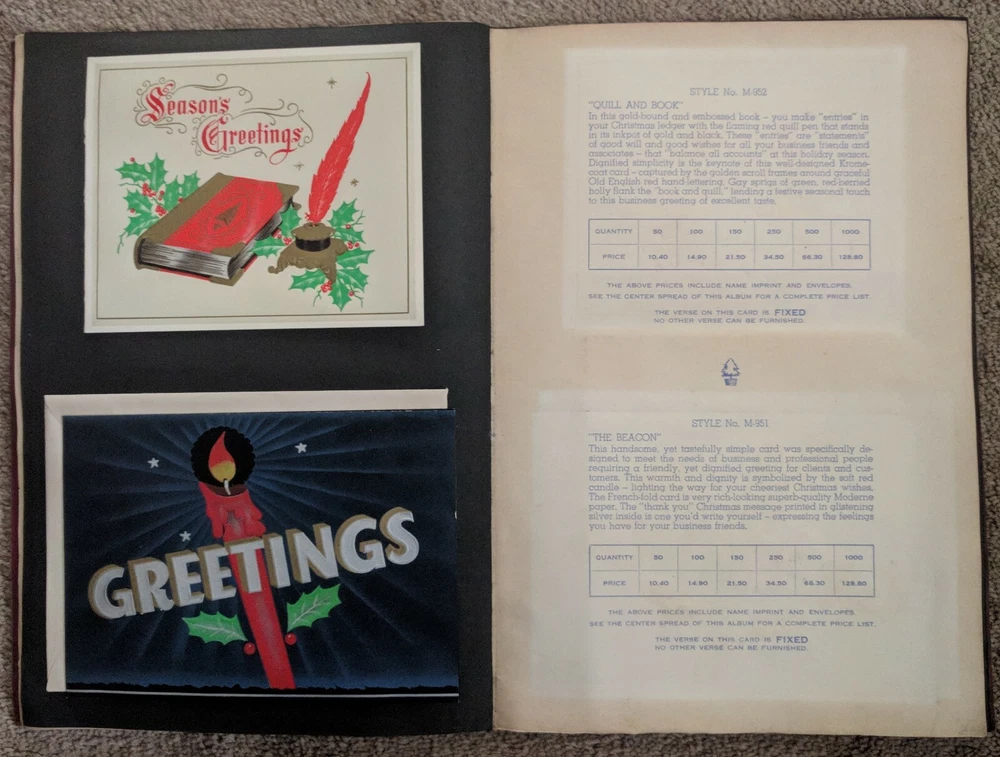 Season's
Greetings
GREETINGS
STYLE No. M-952
"QUILL AND BOOK"
In this gold-bound and embossed book – you make "entries" in
your Christmas ledger with the flaming red quill pen that stands
in its inkpot of gold and black. These "entries" are "statements"
of good will and good wishes for all your business friends and
associates – that "balance all accounts" at this holiday season.
Dignified simplicity is the keynote of this well-designed Krome-
coat card – captured by the golden scroll frames around graceful
Old English red hand-lettering. Gay sprigs of green, red-berried
holly flank the "book and quill," lending a festive seasonal touch
to this business greeting of excellent taste.
QUANTITY 50 100 150 250 500 1000
PRICE 10.40 14.90 21.50 34.50 66.30 128.80
THE ABOVE PRICES INCLUDE NAME IMPRINT AND ENVELOPES.
SEE THE CENTER SPREAD OF THIS ALBUM FOR A COMPLETE PRICE LIST.
THE VERSE ON THIS CARD IS FIXED
NO OTHER VERSE CAN BE FURNISHED.
STYLE No. M-951
"THE BEACON"
This handsome, yet tastefully simple card was specifically de-
signed to meet the needs of business and professional people
requiring a friendly, yet dignified greeting for clients and cus-
tomers. This warmth and dignity is symbolized by the soft red
candle – lighting the way for your cheeriest Christmas wishes.
The French-fold card is very rich-looking superb-quality Moderne
paper. The "thank you" Christmas message printed in glistening
silver inside is one you'd write yourself – expressing the feelings
you have for your business friends.
QUANTITY 50 100 150 250 500 1000
PRICE 10.40 14.90 21.50 34.50 66.30 128.80
THE ABOVE PRICES INCLUDE NAME IMPRINT AND ENVELOPES.
SEE THE CENTER SPREAD OF THIS ALBUM FOR A COMPLETE PRICE LIST.
THE VERSE ON THIS CARD IS FIXED
NO OTHER VERSE CAN BE FURNISHED.